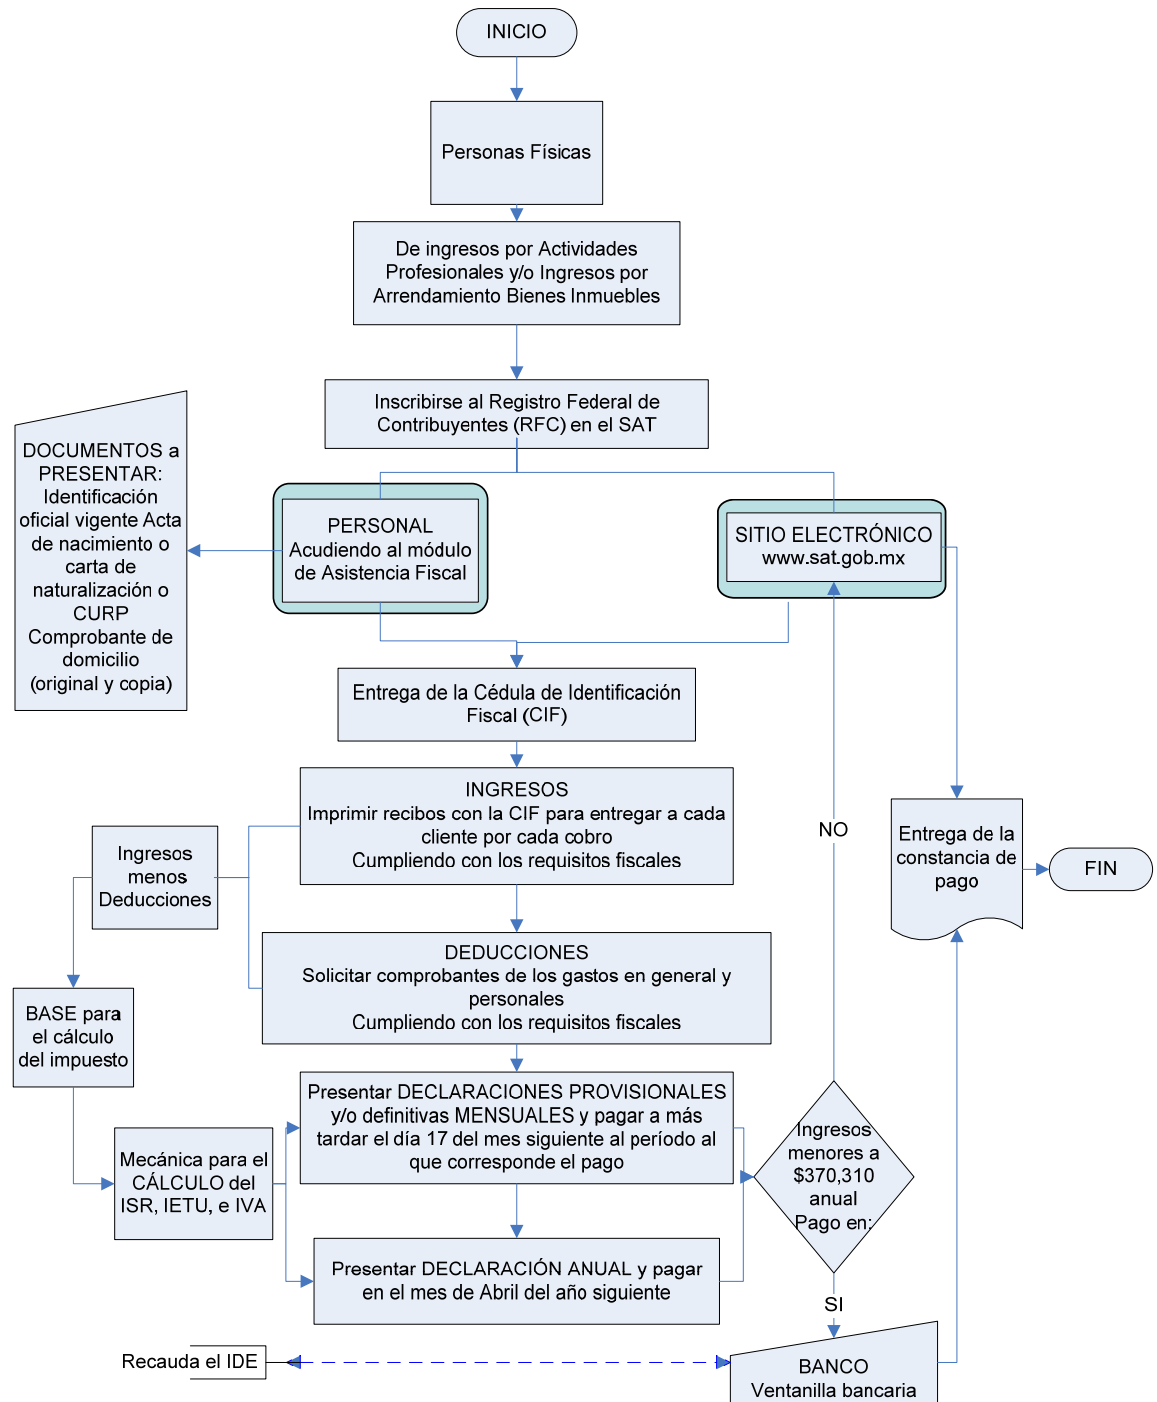 INICIO
Personas Físicas
De ingresos por Actividades
Profesionales y/o Ingresos por
Arrendamiento Bienes Inmuebles
Inscribirse al Registro Federal de
Contribuyentes (RFC) en el SAT
DOCUMENTOS a
PRESENTAR:
Identificación
oficial vigente Acta
de nacimiento o
carta de
naturalización o
CURP
Comprobante de
domicilio
(original y copia)
PERSONAL
Acudiendo al módulo
de Asistencia Fiscal
SITIO ELECTRÓNICO
www.sat.gob.mx
Entrega de la Cédula de Identificación
Fiscal (CIF)
INGRESOS
Imprimir recibos con la CIF para entregar a cada
cliente por cada cobro
Cumpliendo con los requisitos fiscales
Ingresos
menos
Deducciones
NO
Entrega de la
constancia de
pago
FIN
DEDUCCIONES
Solicitar comprobantes de los gastos en general y
personales
Cumpliendo con los requisitos fiscales
BASE para
el cálculo
del impuesto
Presentar DECLARACIONES PROVISIONALES
y/o definitivas MENSUALES y pagar a más
tardar el día 17 del mes siguiente al período al
que corresponde el pago
Mecánica para el
CÁLCULO del
ISR, IETU, e IVA
Ingresos
menores a
$370,310
anual
Pago en:
Presentar DECLARACIÓN ANUAL y pagar
en el mes de Abril del año siguiente
SI
Recauda el IDE
BANCO
Ventanilla bancaria